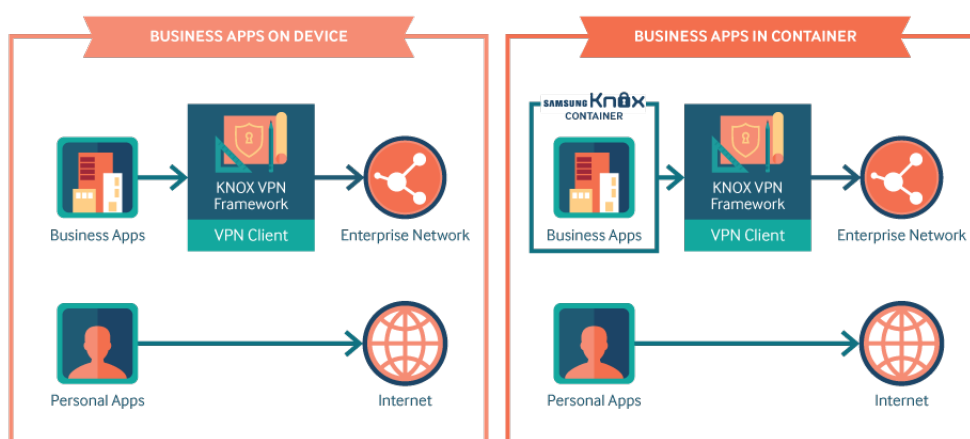 BUSINESS APPS ON DEVICE
KNOX VPN
Framework
VPN Client
Business Apps
Enterprise Network
Personal Apps
Internet
BUSINESS APPS IN CONTAINER
SAMSUNG Knox
CONTAINER
KNOX VPN
Framework
VPN Client
Business Apps
Enterprise Network
Personal Apps
Internet